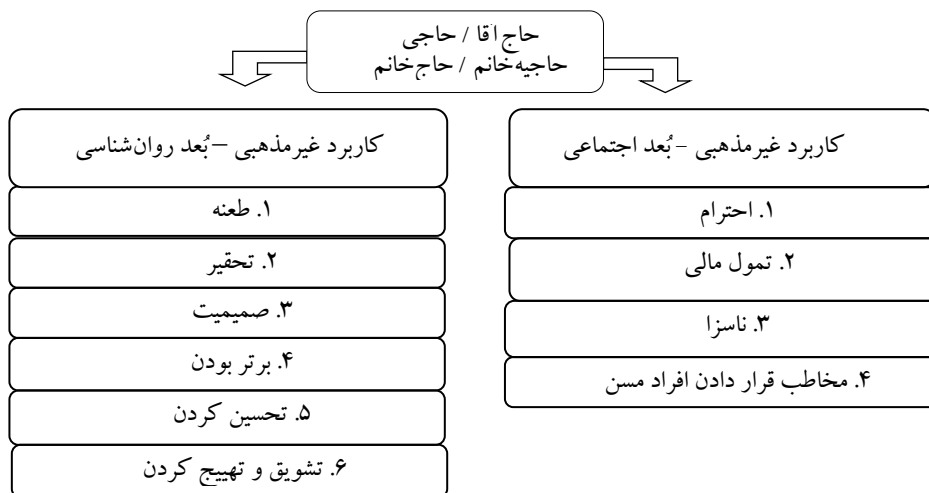 حاج آقا / حاجی
حاجیه‌خانم / حاج‌خانم
کاربرد غیرمذهبی - بُعد اجتماعی
۱. احترام
۲. تمول مالی
۳. ناسزا
۴. مخاطب قرار دادن افراد مسن
کاربرد غیرمذهبی – بُعد روان‌شناسی
۱. طعنه
۲. تحقیر
۳. صمیمیت
۴. برتر بودن
۵. تحسین کردن
۶. تشویق و تهییج کردن